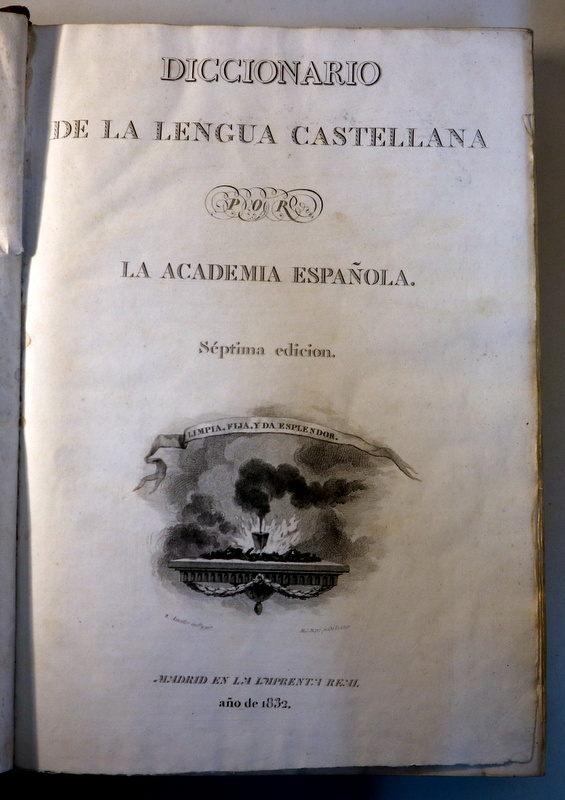 DICCIONARIO
DE LA LENGUA CASTELLANA
POR
LA ACADEMIA ESPAÑOLA.
Séptima edicion.
LIMPIA, FIJA, Y DA ESPLENDOR.
MADRID EN LA IMPRENTA REAL
año de 1832.